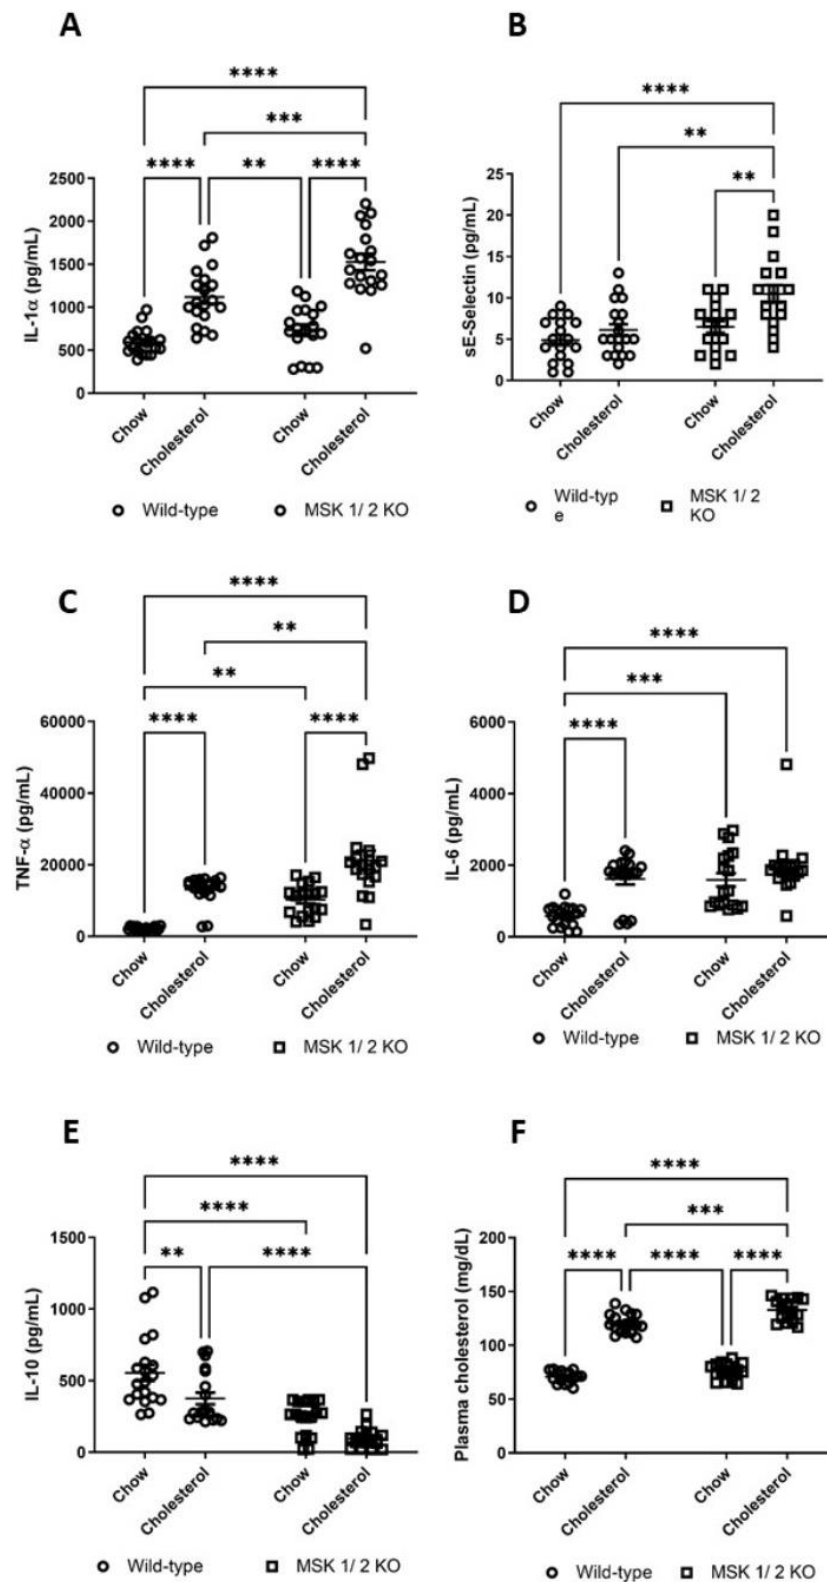 A
B
****
****
***
**
****
**
****
**
2500
2000
1500
1000
500
0
IL-1α (pg/mL)
25
20
15
10
5
0
sE-Selectin (pg/mL)
Chow
Cholesterol
Chow
Cholesterol
Chow
Cholesterol
Chow
Cholesterol
Wild-type
MSK 1/ 2 KO
Wild-typ
e
MSK 1/ 2
KO
C
D
****
**
****
**
***
****
****
****
60000
40000
20000
0
TNF-α (pg/mL)
6000
4000
2000
0
IL-6 (pg/mL)
Chow
Cholesterol
Chow
Cholesterol
Chow
Cholesterol
Chow
Cholesterol
Wild-type
MSK 1/ 2 KO
Wild-type
MSK 1/ 2 KO
E
F
****
****
****
***
**
****
****
****
****
1500
1000
500
0
IL-10 (pg/mL)
200
150
100
50
0
Plasma cholesterol (mg/dL)
Chow
Cholesterol
Chow
Cholesterol
Chow
Cholesterol
Chow
Cholesterol
Wild-type
MSK 1/ 2 KO
Wild-type
MSK 1/ 2 KO